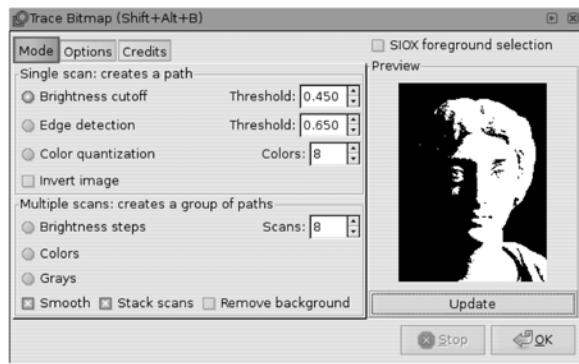 Trace Bitmap (Shift+Alt+B)
Mode Options Credits
SIOX foreground selection
Single scan: creates a path
Brightness cutoff Threshold: 0.450
Edge detection Threshold: 0.650
Color quantization Colors: 8
Invert image
Multiple scans: creates a group of paths
Brightness steps Scans: 8
Colors
Grays
Smooth Stack scans Remove background
Preview
Update
Stop OK